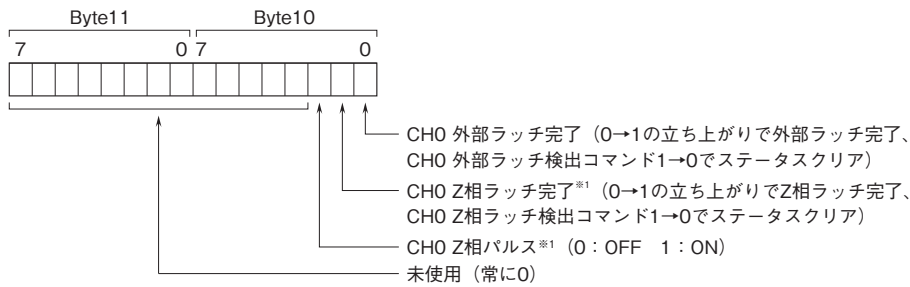 Byte11 Byte10
7 0 7 0
CH0 外部ラッチ完了（0→1の立ち上がりで外部ラッチ完了、
CH0 外部ラッチ検出コマンド1→0でステータスクリア）
CH0 Z相ラッチ完了※1（0→1の立ち上がりでZ相ラッチ完了、
CH0 Z相ラッチ検出コマンド1→0でステータスクリア）
CH0 Z相パルス※1（0：OFF　1：ON）
未使用（常に0）